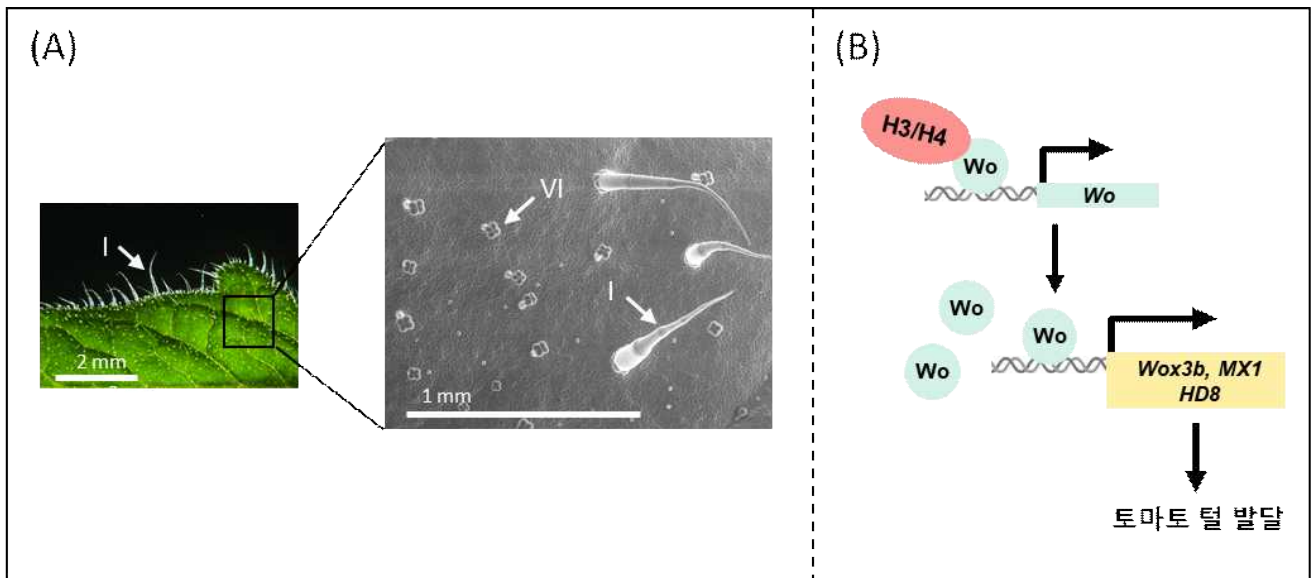 (A)
I
2 mm
VI
I
1 mm
(B)
H3/H4
Wo
Wo
Wo
Wo
Wo
Wox3b, MX1
HD8
토마토 털 발달